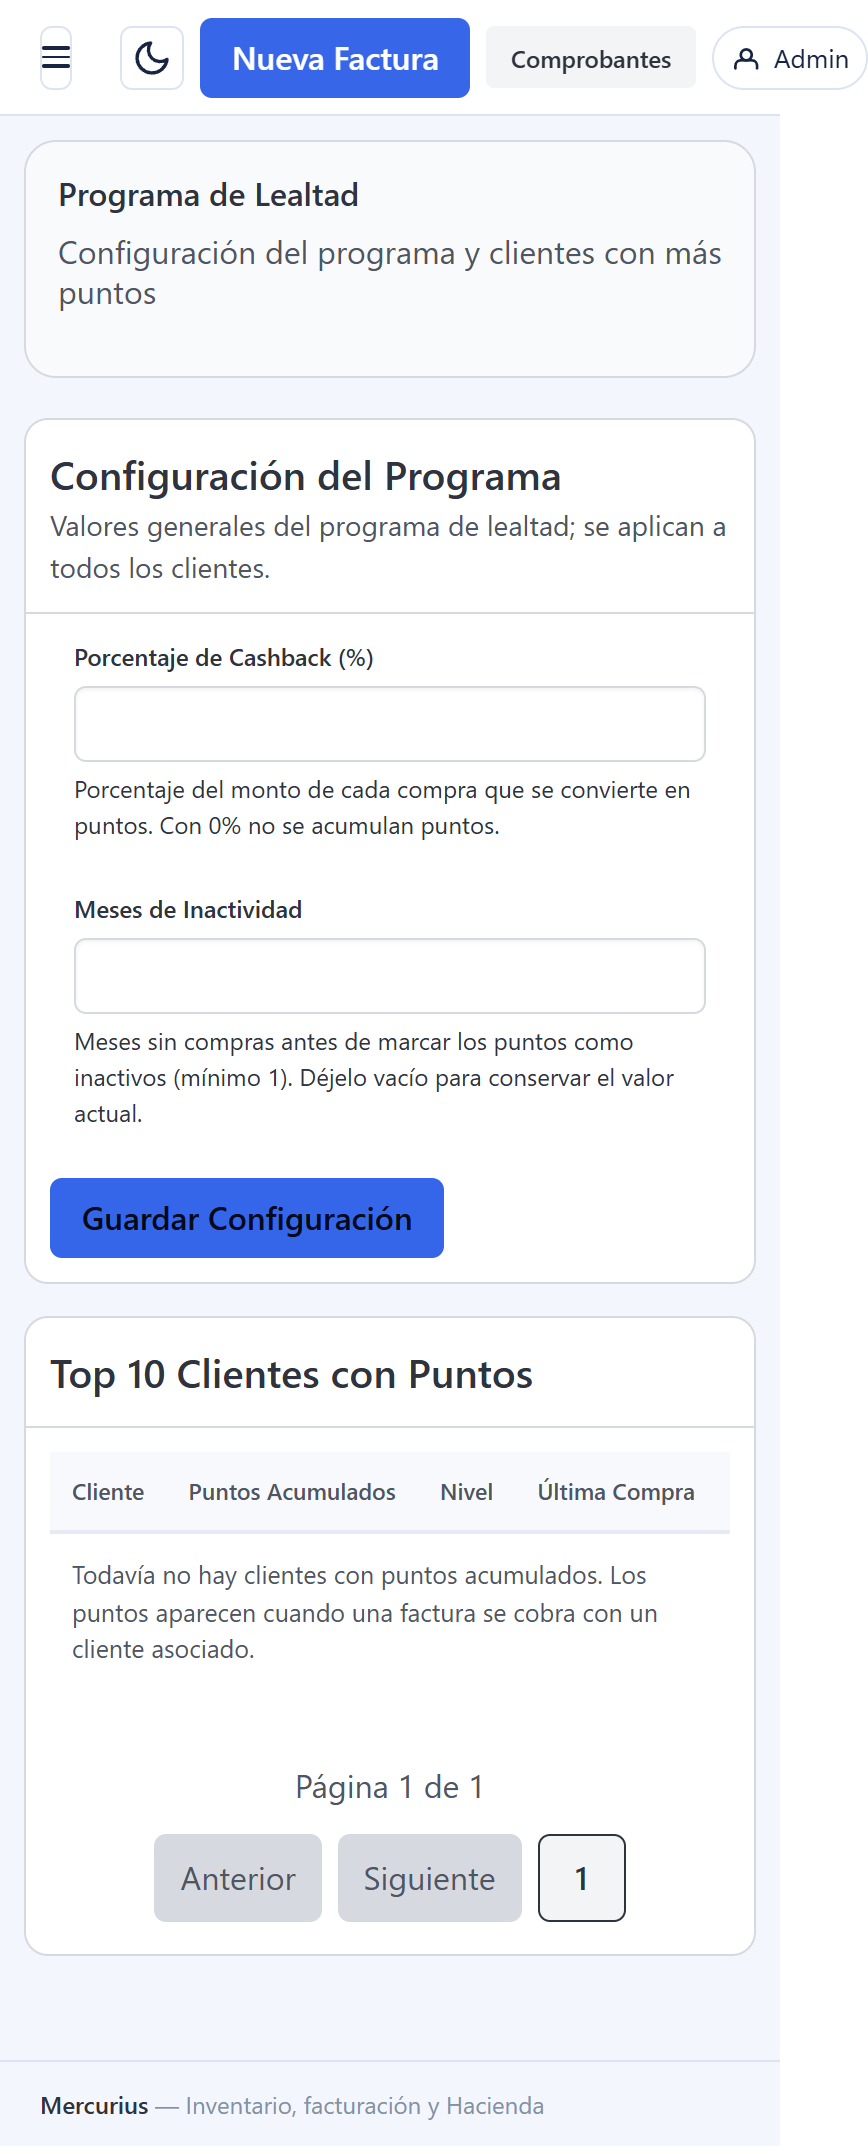 Nueva Factura
Comprobantes
Admin
Programa de Lealtad
Configuración del programa y clientes con más
puntos
Configuración del Programa
Valores generales del programa de lealtad; se aplican a
todos los clientes.
Porcentaje de Cashback (%)
Porcentaje del monto de cada compra que se convierte en
puntos. Con 0% no se acumulan puntos.
Meses de Inactividad
Meses sin compras antes de marcar los puntos como
inactivos (mínimo 1). Déjelo vacío para conservar el valor
actual.
Guardar Configuración
Top 10 Clientes con Puntos
Cliente Puntos Acumulados Nivel Última Compra
Todavía no hay clientes con puntos acumulados. Los
puntos aparecen cuando una factura se cobra con un
cliente asociado.
Página 1 de 1
Anterior Siguiente 1
Mercurius — Inventario, facturación y Hacienda